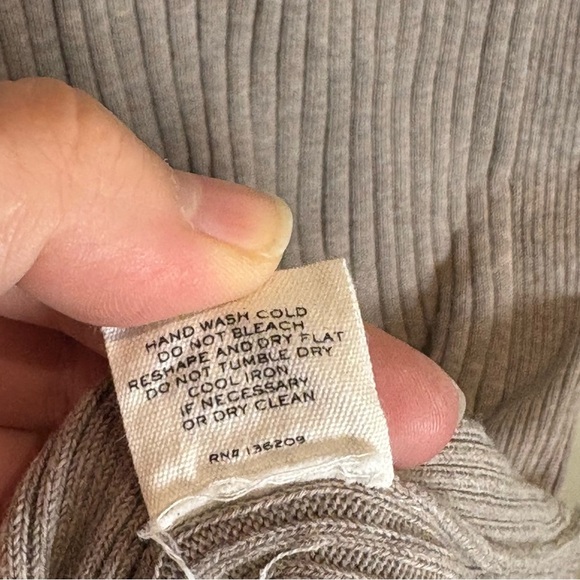 HAND WASH COLD
DO NOT BLEACH
RESHAPE AND DRY FLAT
DO NOT TUMBLE DRY
COOL IRON
IF NECESSARY
OR DRY CLEAN
RN# 136209